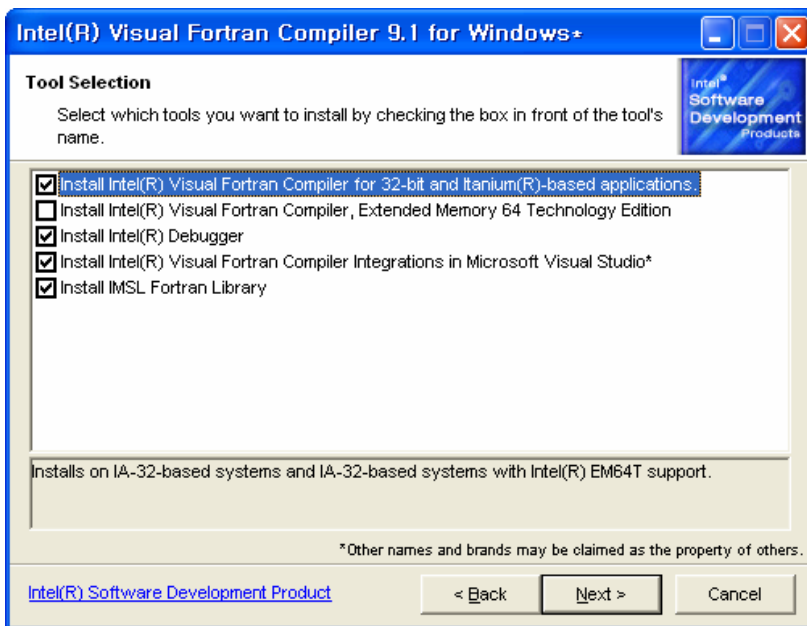 Intel(R) Visual Fortran Compiler 9.1 for Windows*
Tool Selection
Select which tools you want to install by checking the box in front of the tool's
name.
Intel®
Software
Development
Products
Install Intel(R) Visual Fortran Compiler for 32-bit and Itanium(R)-based applications.
Install Intel(R) Visual Fortran Compiler, Extended Memory 64 Technology Edition
Install Intel(R) Debugger
Install Intel(R) Visual Fortran Compiler Integrations in Microsoft Visual Studio*
Install IMSL Fortran Library
Installs on IA-32-based systems and IA-32-based systems with Intel(R) EM64T support.
*Other names and brands may be claimed as the property of others.
Intel(R) Software Development Product
< Back
Next >
Cancel